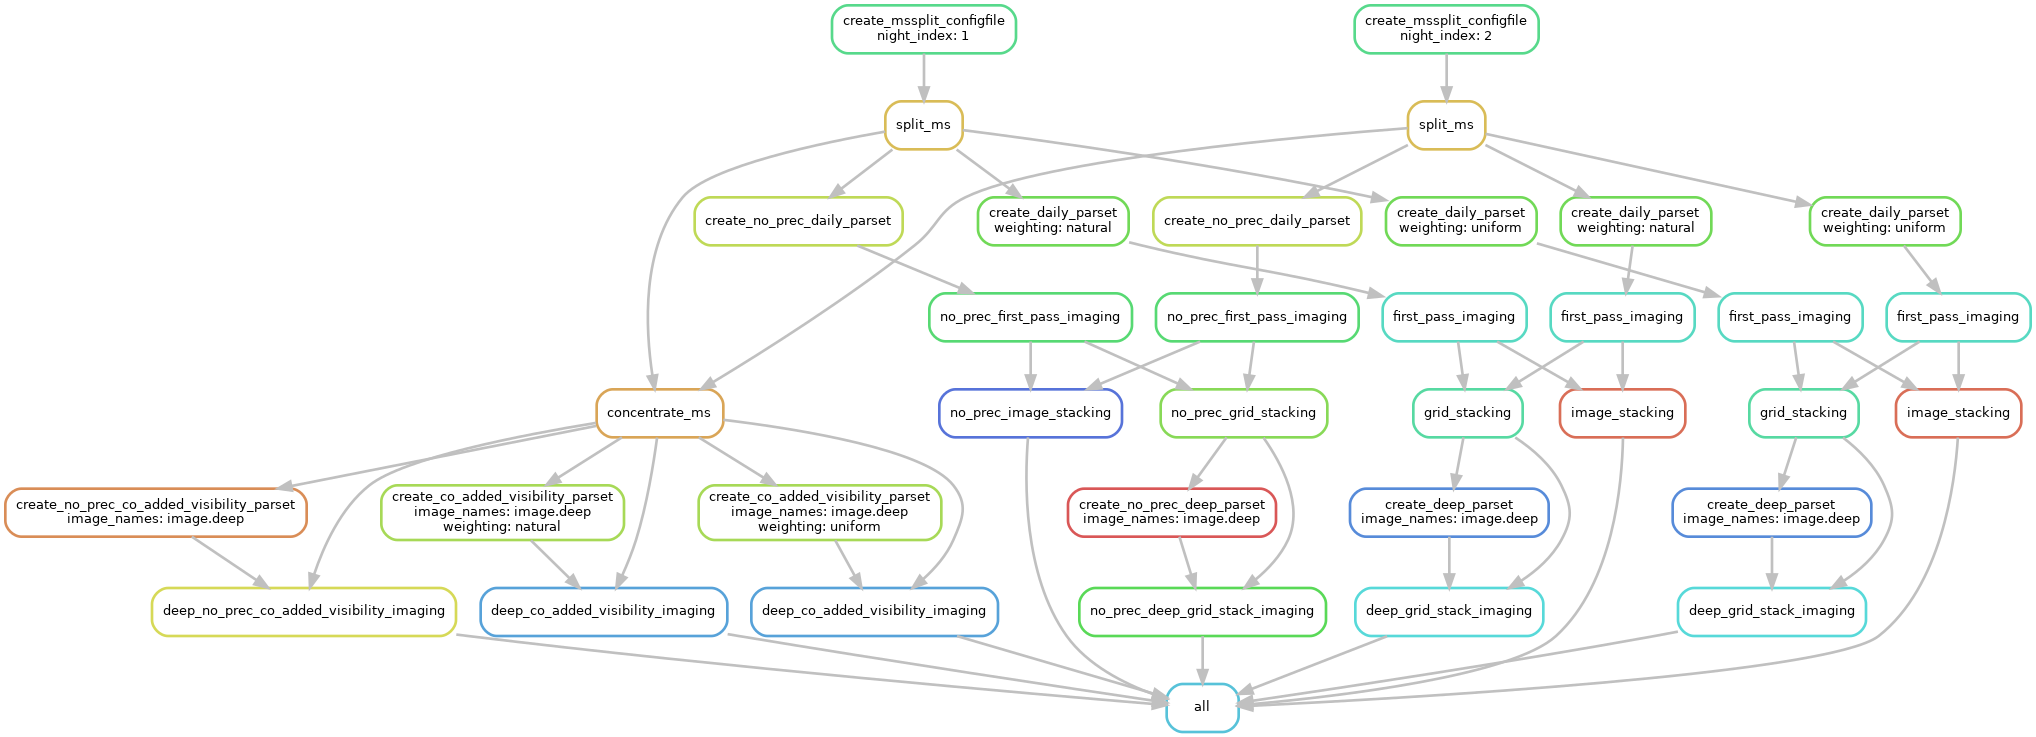 create_mssplit_configfile
night_index: 1
create_mssplit_configfile
night_index: 2
split_ms
split_ms
create_no_prec_daily_parset
create_daily_parset
weighting: natural
create_no_prec_daily_parset
create_daily_parset
weighting: uniform
create_daily_parset
weighting: natural
create_daily_parset
weighting: uniform
no_prec_first_pass_imaging
no_prec_first_pass_imaging
first_pass_imaging
first_pass_imaging
first_pass_imaging
first_pass_imaging
concentrate_ms
no_prec_image_stacking
no_prec_grid_stacking
grid_stacking
image_stacking
grid_stacking
image_stacking
create_no_prec_co_added_visibility_parset
image_names: image.deep
create_co_added_visibility_parset
image_names: image.deep
weighting: natural
create_co_added_visibility_parset
image_names: image.deep
weighting: uniform
create_no_prec_deep_parset
image_names: image.deep
create_deep_parset
image_names: image.deep
create_deep_parset
image_names: image.deep
deep_no_prec_co_added_visibility_imaging
deep_co_added_visibility_imaging
deep_co_added_visibility_imaging
no_prec_deep_grid_stack_imaging
deep_grid_stack_imaging
deep_grid_stack_imaging
all